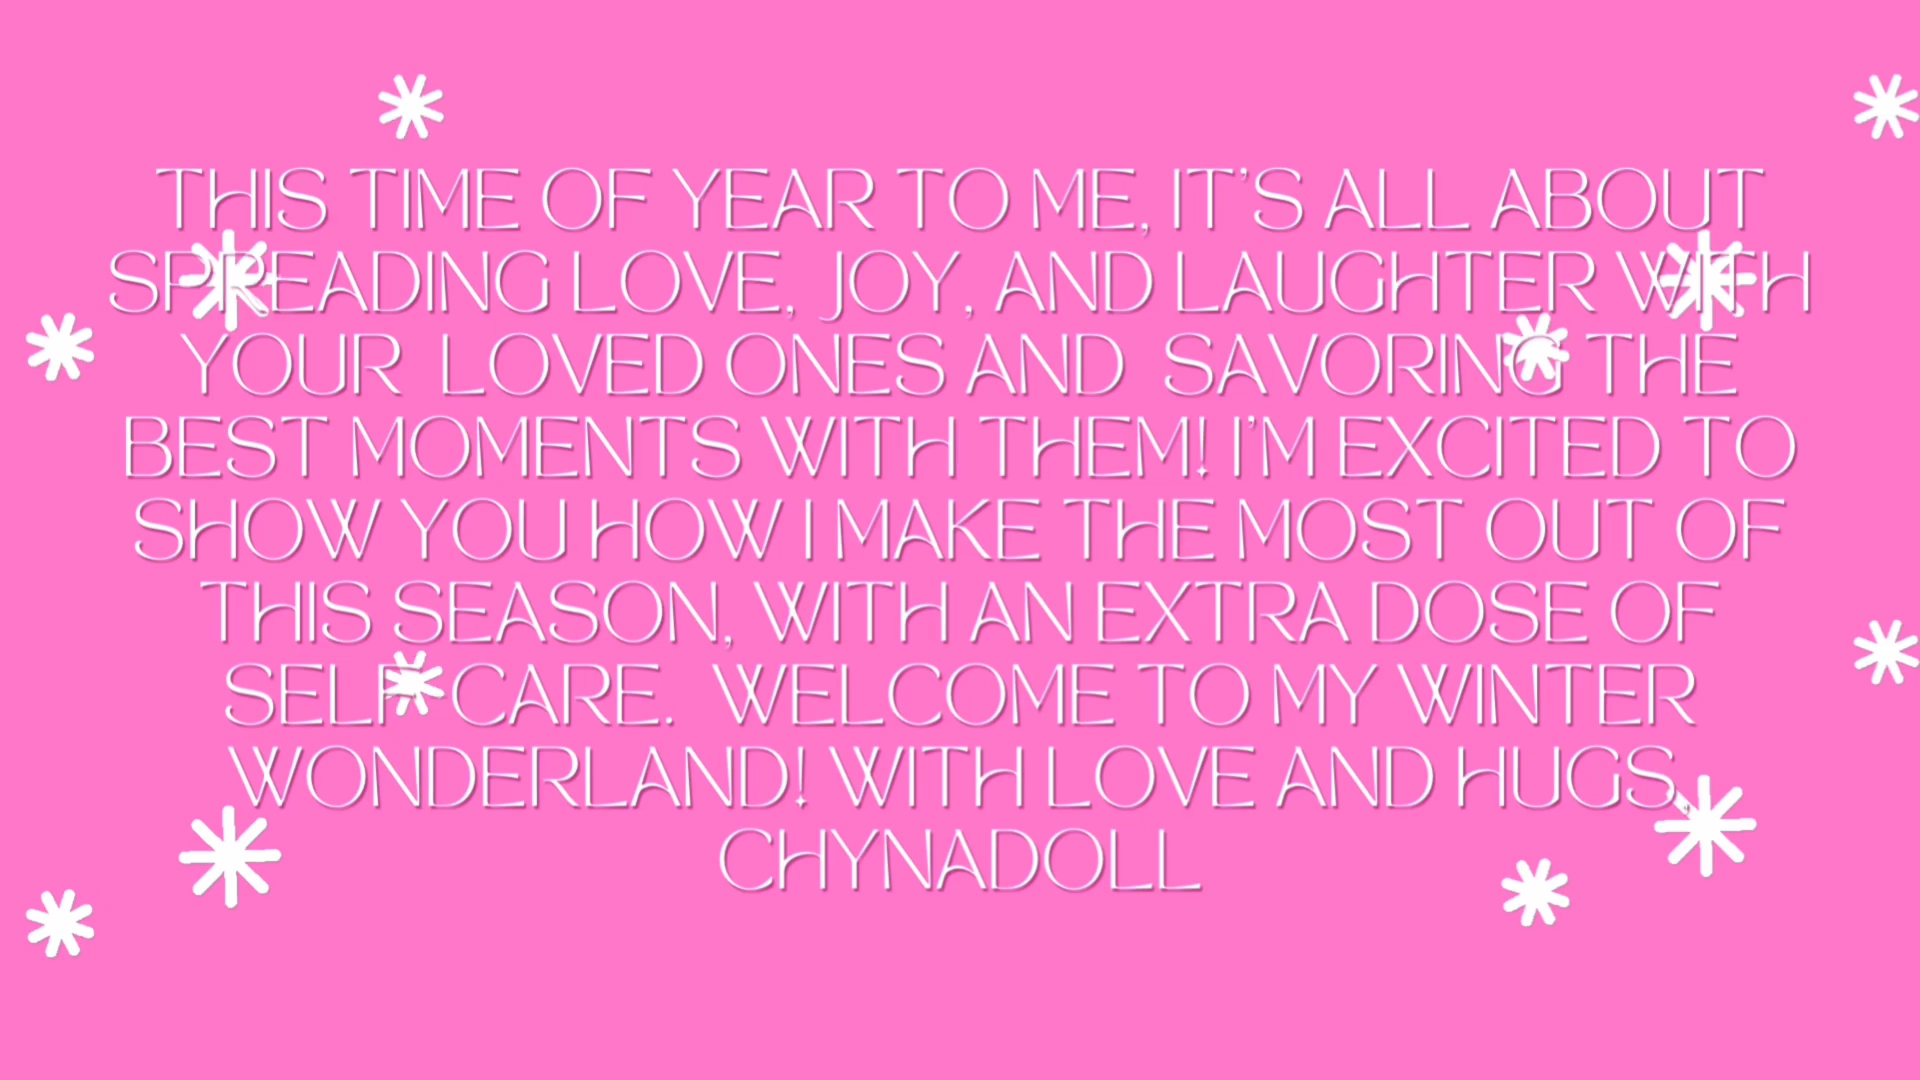 THIS TIME OF YEAR TO ME, IT'S ALL ABOUT
SPREADING LOVE, JOY, AND LAUGHTER WITH
YOUR LOVED ONES AND SAVORING THE
BEST MOMENTS WITH THEM! I'M EXCITED TO
SHOW YOU HOW I MAKE THE MOST OUT OF
THIS SEASON, WITH AN EXTRA DOSE OF
SELF-CARE. WELCOME TO MY WINTER
WONDERLAND! WITH LOVE AND HUGS,
CHYNADOLL